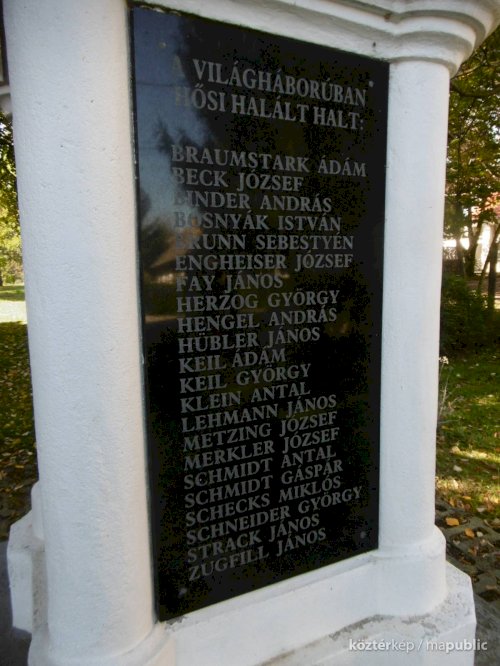 A VILÁGHÁBORÚBAN
HŐSI HALÁLT HALT:
BRAUMSTARK ÁDÁM
BECK JÓZSEF
BINDER ANDRÁS
BOSNYÁK ISTVÁN
BRUNN SEBESTYÉN
ENGHEISER JÓZSEF
FAY JÁNOS
HERZOG GYÖRGY
HENGEL ANDRÁS
HÜBLER JÁNOS
KEIL ÁDÁM
KEIL GYÖRGY
KLEIN ANTAL
LEHMANN JÁNOS
METZING JÓZSEF
MERKLER JÓZSEF
SCHMIDT ANTAL
SCHMIDT GÁSPÁR
SCHECKS MIKLÓS
SCHNEIDER GYÖRGY
STRACK JÁNOS
ZUGFILL JÁNOS
köztérkép / mapublic